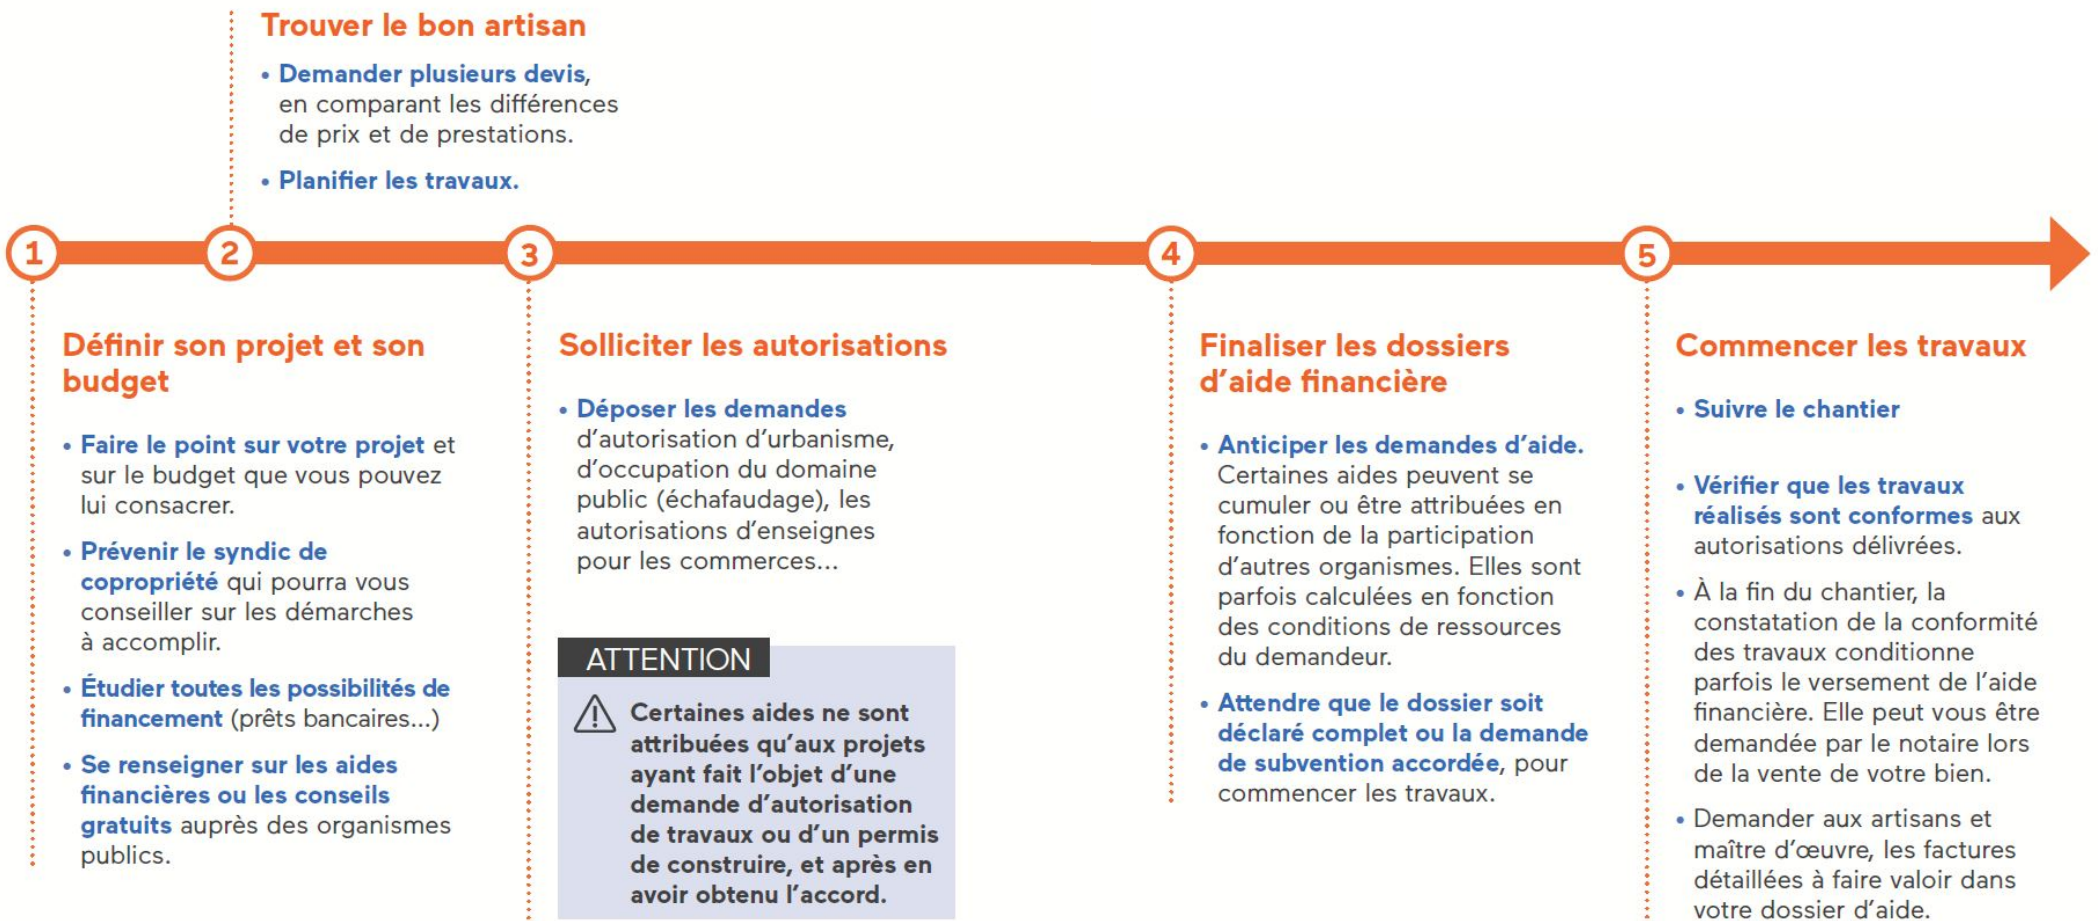 Trouver le bon artisan
• Demander plusieurs devis,
en comparant les différences
de prix et de prestations.
• Planifier les travaux.
1
2
3
4
5
Définir son projet et son
budget
• Faire le point sur votre projet et
sur le budget que vous pouvez
lui consacrer.
• Prévenir le syndic de
copropriété qui pourra vous
conseiller sur les démarches
à accomplir.
• Étudier toutes les possibilités de
financement (prêts bancaires...)
• Se renseigner sur les aides
financières ou les conseils
gratuits auprès des organismes
publics.
Solliciter les autorisations
• Déposer les demandes
d'autorisation d'urbanisme,
d'occupation du domaine
public (échafaudage), les
autorisations d'enseignes
pour les commerces...
ATTENTION
Certaines aides ne sont
attribuées qu'aux projets
ayant fait l'objet d'une
demande d'autorisation
de travaux ou d'un permis
de construire, et après en
avoir obtenu l'accord.
Finaliser les dossiers
d'aide financière
• Anticiper les demandes d'aide.
Certaines aides peuvent se
cumuler ou être attribuées en
fonction de la participation
d'autres organismes. Elles sont
parfois calculées en fonction
des conditions de ressources
du demandeur.
• Attendre que le dossier soit
déclaré complet ou la demande
de subvention accordée, pour
commencer les travaux.
Commencer les travaux
• Suivre le chantier
• Vérifier que les travaux
réalisés sont conformes aux
autorisations délivrées.
• À la fin du chantier, la
constatation de la conformité
des travaux conditionne
parfois le versement de l'aide
financière. Elle peut vous être
demandée par le notaire lors
de la vente de votre bien.
• Demander aux artisans et
maître d'œuvre, les factures
détaillées à faire valoir dans
votre dossier d'aide.